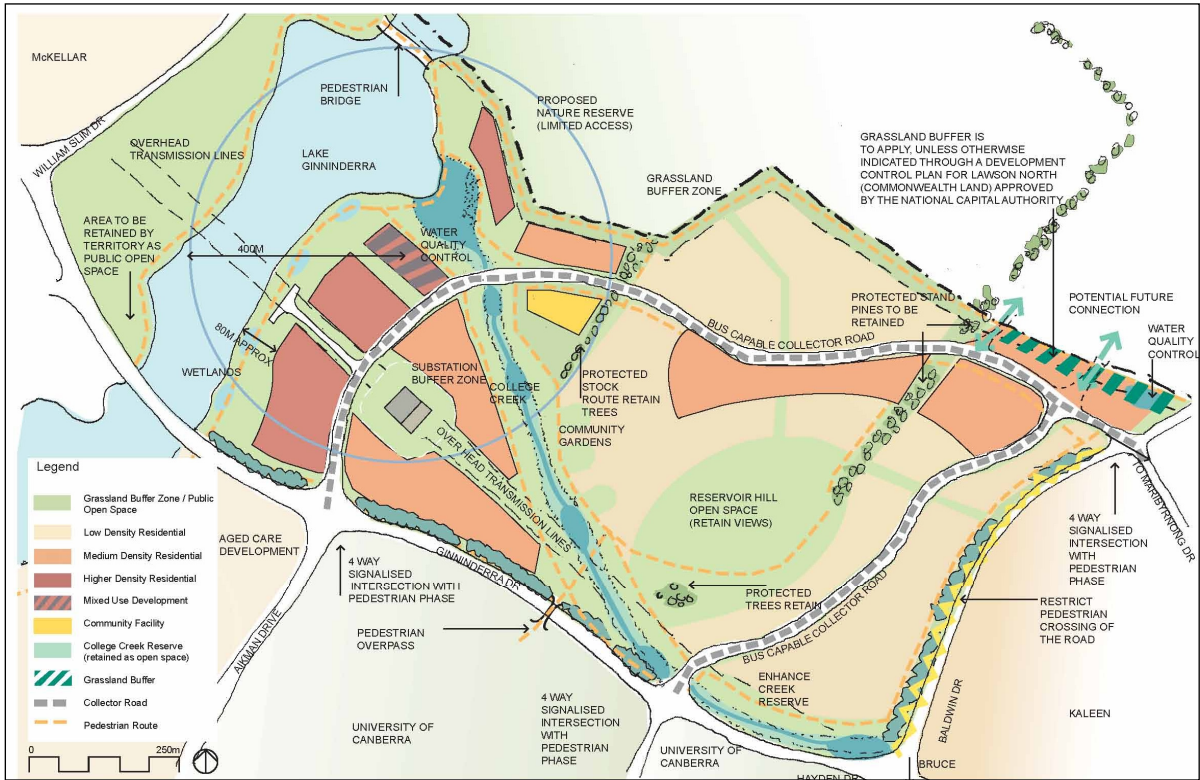 McKELLAR
WILLIAM SLIM DR
OVERHEAD
TRANSMISSION LINES
AREA TO BE
RETAINED BY
TERRITORY AS
PUBLIC OPEN
SPACE
PEDESTRIAN
BRIDGE
LAKE
GINNINDERRA
400M
80M APPROX
WETLANDS
PROPOSED
NATURE RESERVE
(LIMITED ACCESS)
GRASSLAND
BUFFER ZONE
GRASSLAND BUFFER IS
TO APPLY, UNLESS OTHERWISE
INDICATED THROUGH A DEVELOPMENT
CONTROL PLAN FOR LAWSON NORTH
(COMMONWEALTH LAND) APPROVED
BY THE NATIONAL CAPITAL AUTHORITY
WATER
QUALITY
CONTROL
BUS CAPABLE COLLECTOR ROAD
PROTECTED STAND
PINES TO BE
RETAINED
POTENTIAL FUTURE
CONNECTION
WATER
QUALITY
CONTROL
SUBSTATION
BUFFER ZONE
COLLEGE
CREEK
PROTECTED
STOCK
ROUTE RETAIN
TREES
COMMUNITY
GARDENS
OVER HEAD TRANSMISSION LINES
RESERVOIR HILL
OPEN SPACE
(RETAIN VIEWS)
TO MARIBYRNONG DR
4 WAY
SIGNALISED
INTERSECTION
WITH
PEDESTRIAN
PHASE
RESTRICT
PEDESTRIAN
CROSSING OF
THE ROAD
PROTECTED
TREES RETAIN
BUS CAPABLE COLLECTOR ROAD
ENHANCE
CREEK
RESERVE
BALDWIN DR
KALEEN
BRUCE
HAYDEN DR
UNIVERSITY OF
CANBERRA
4 WAY
SIGNALISED
INTERSECTION
WITH
PEDESTRIAN
PHASE
GINNINDERRA DR
PEDESTRIAN
OVERPASS
4 WAY
SIGNALISED
INTERSECTION WITH
PEDESTRIAN PHASE
UNIVERSITY OF
CANBERRA
AGED CARE
DEVELOPMENT
AIKMAN DRIVE
Legend
Grassland Buffer Zone / Public
Open Space
Low Density Residential
Medium Density Residential
Higher Density Residential
Mixed Use Development
Community Facility
College Creek Reserve
(retained as open space)
Grassland Buffer
Collector Road
Pedestrian Route
0 250m